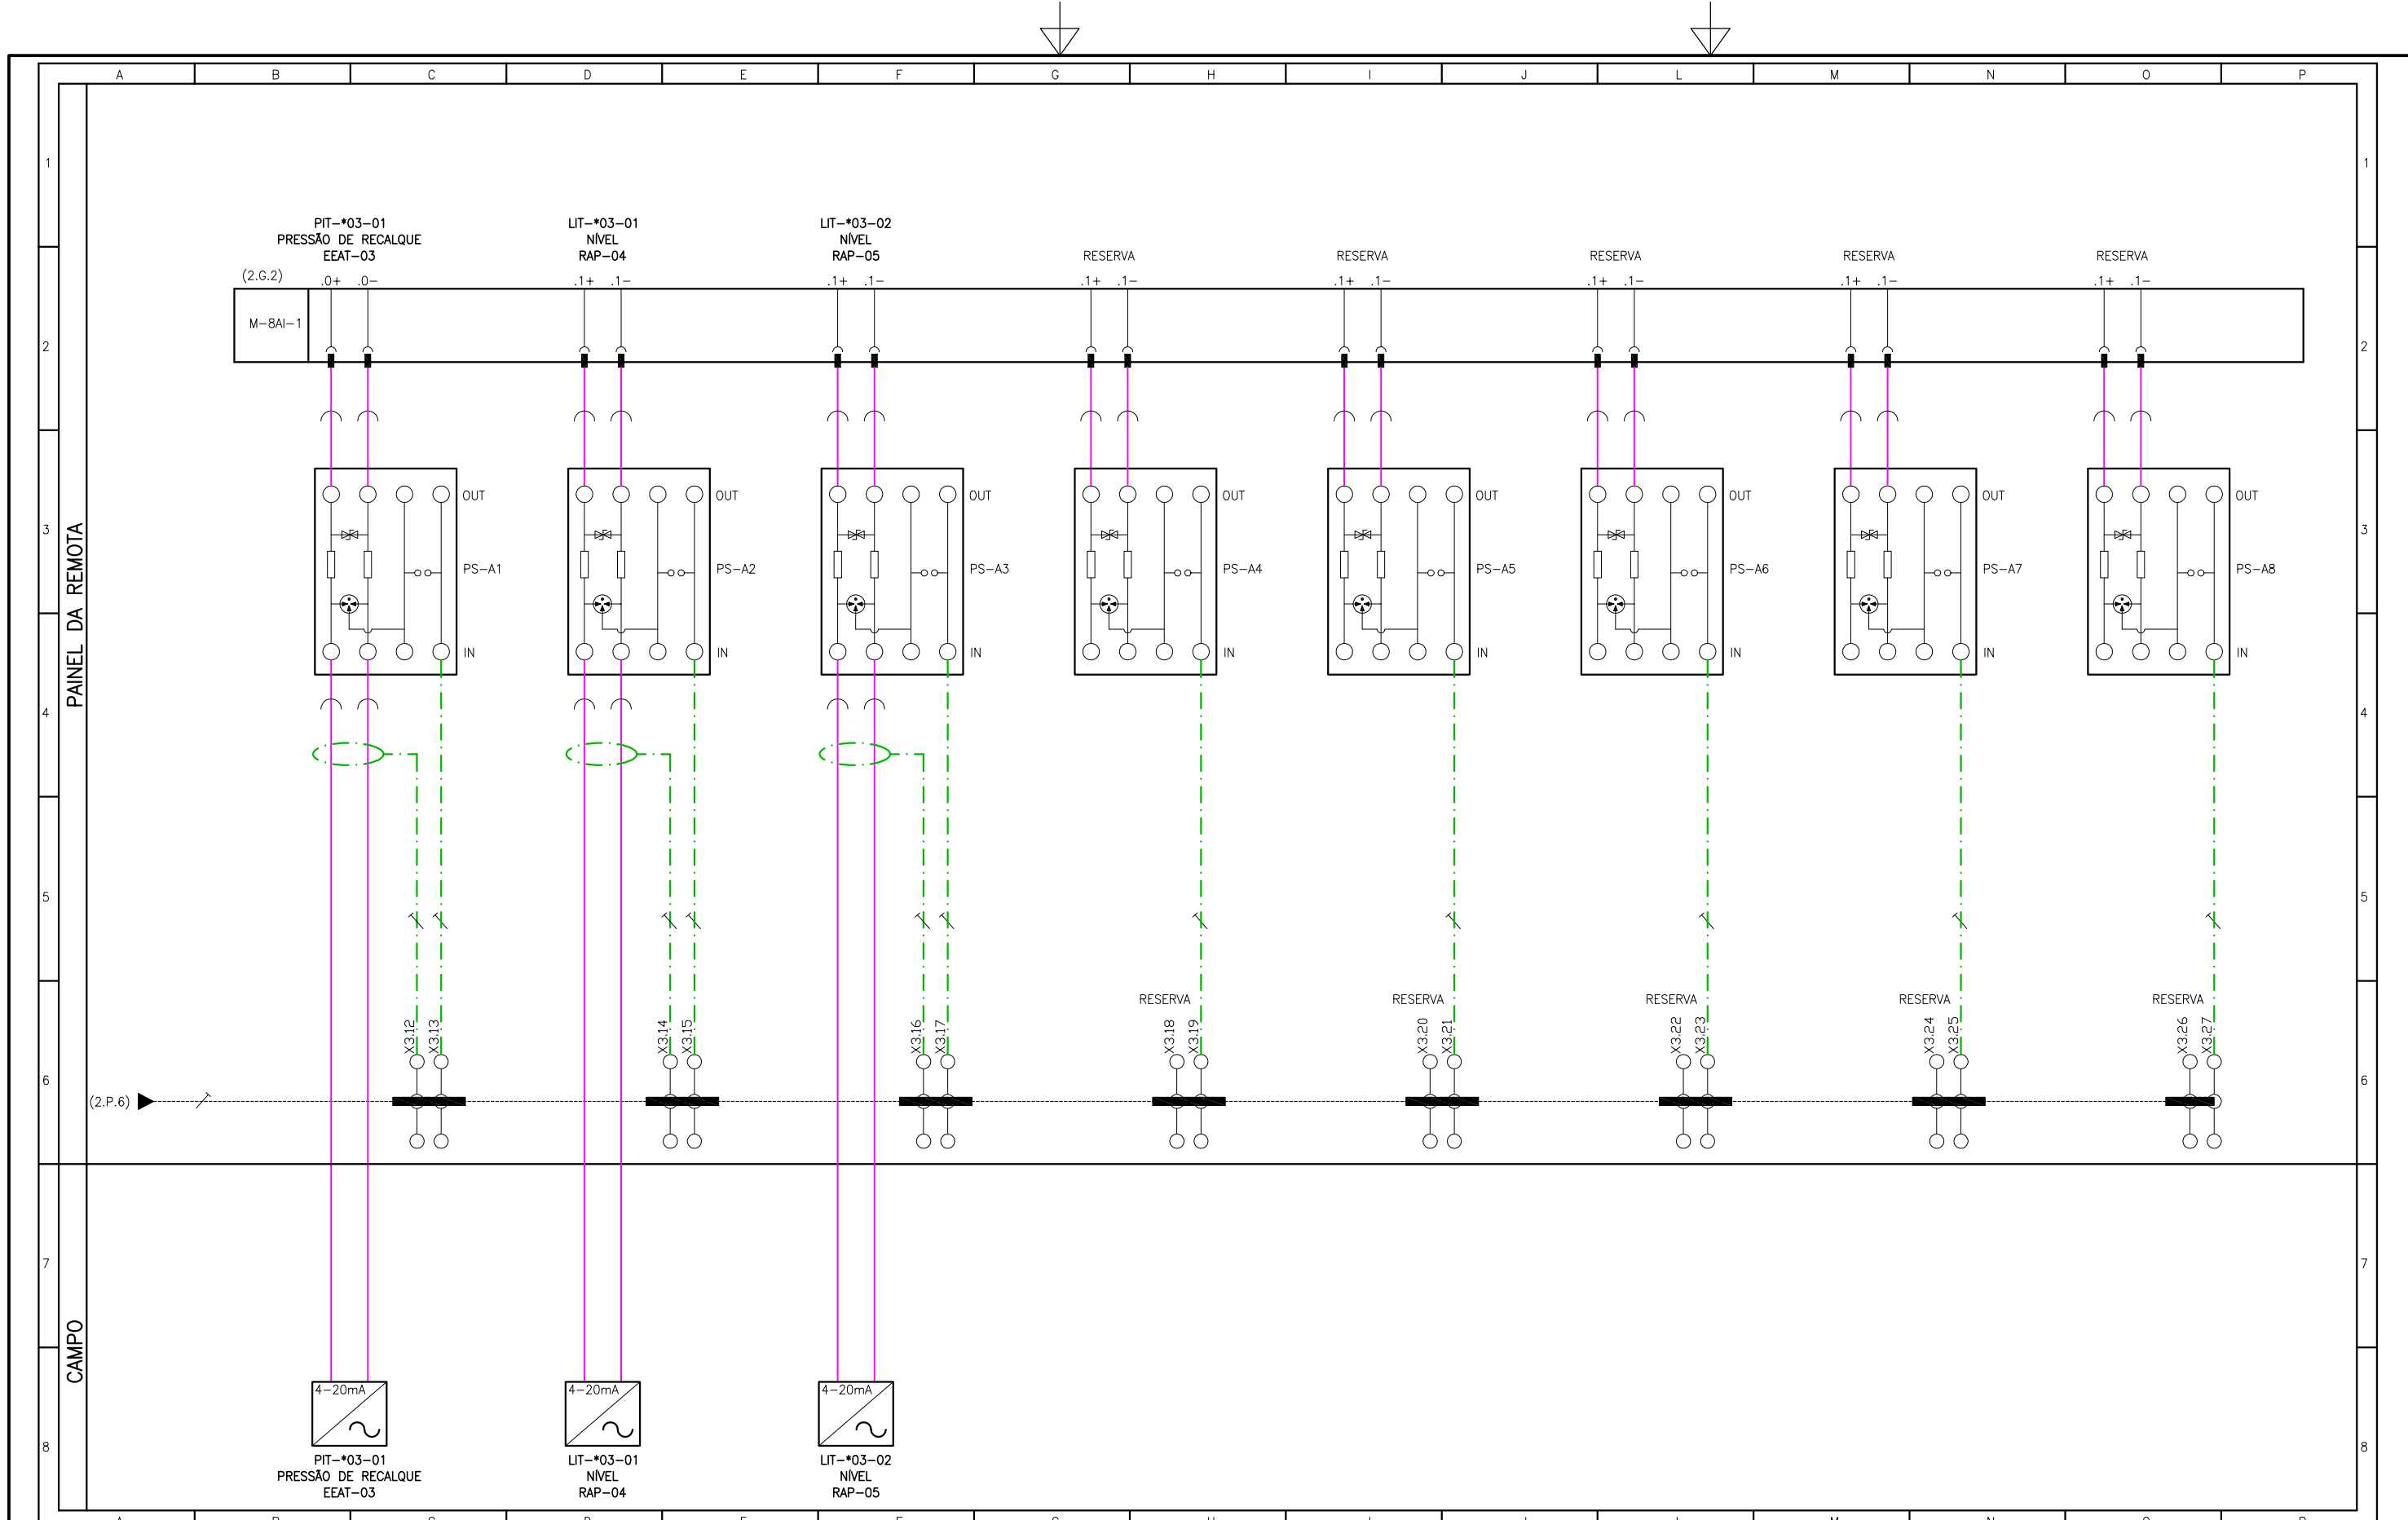 A B C D E F G H I J L M N O P
1 1
PIT-*03-01 LIT-*03-01 LIT-*03-02
PRESSÃO DE RECALQUE NÍVEL NÍVEL
EEAT-03 RAP-04 RAP-05 RESERVA RESERVA RESERVA RESERVA RESERVA
(2.G.2) .0+ .0- .1+ .1- .1+ .1- .1+ .1- .1+ .1- .1+ .1- .1+ .1- .1+ .1-
M-8AI-1
2 2
OUT OUT OUT OUT OUT OUT OUT OUT
3 3
PAINEL DA REMOTA
PS-A1 PS-A2 PS-A3 PS-A4 PS-A5 PS-A6 PS-A7 PS-A8
IN IN IN IN IN IN IN IN
4 4
5 5
RESERVA RESERVA RESERVA RESERVA RESERVA
X3.12 X3.13 X3.14 X3.15 X3.16 X3.17 X3.18 X3.19 X3.20 X3.21 X3.22 X3.23 X3.24 X3.25 X3.26 X3.27
6 6
(2.P.6)
7 7
CAMPO
4-20mA 4-20mA 4-20mA
8 8
PIT-*03-01 LIT-*03-01 LIT-*03-02
PRESSÃO DE RECALQUE NÍVEL NÍVEL
EEAT-03 RAP-04 RAP-05